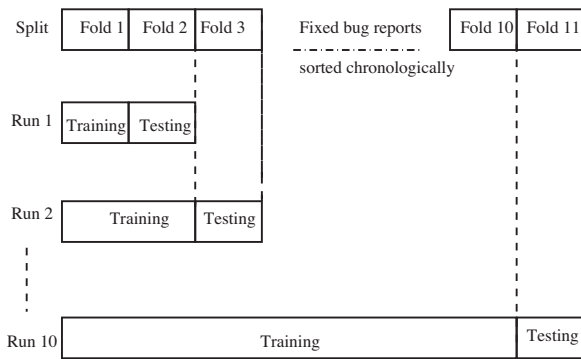 Split
Fold 1
Fold 2
Fold 3
Fixed bug reports
sorted chronologically
Fold 10
Fold 11
Run 1
Training
Testing
Run 2
Training
Testing
Run 10
Training
Testing